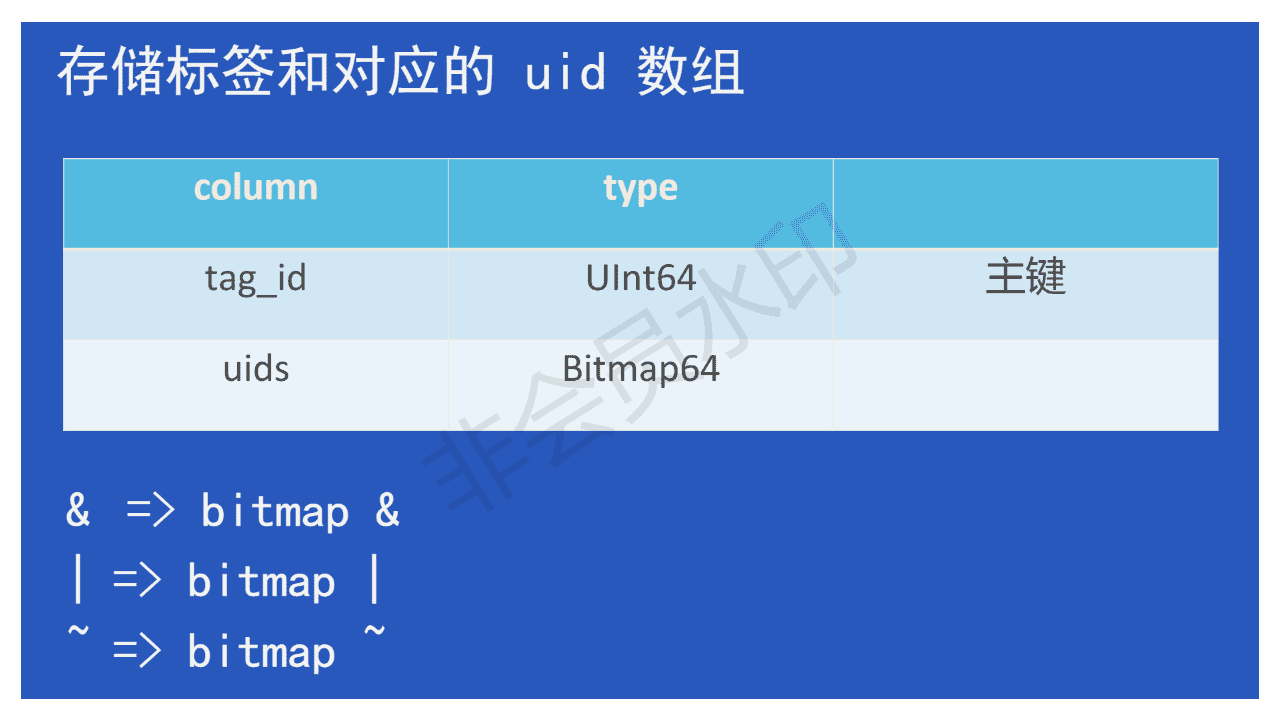 存储标签和对应的 uid 数组
column type
tag_id UInt64 主键
uids Bitmap64
非会员水印
& => bitmap &
| => bitmap |
~ => bitmap ~